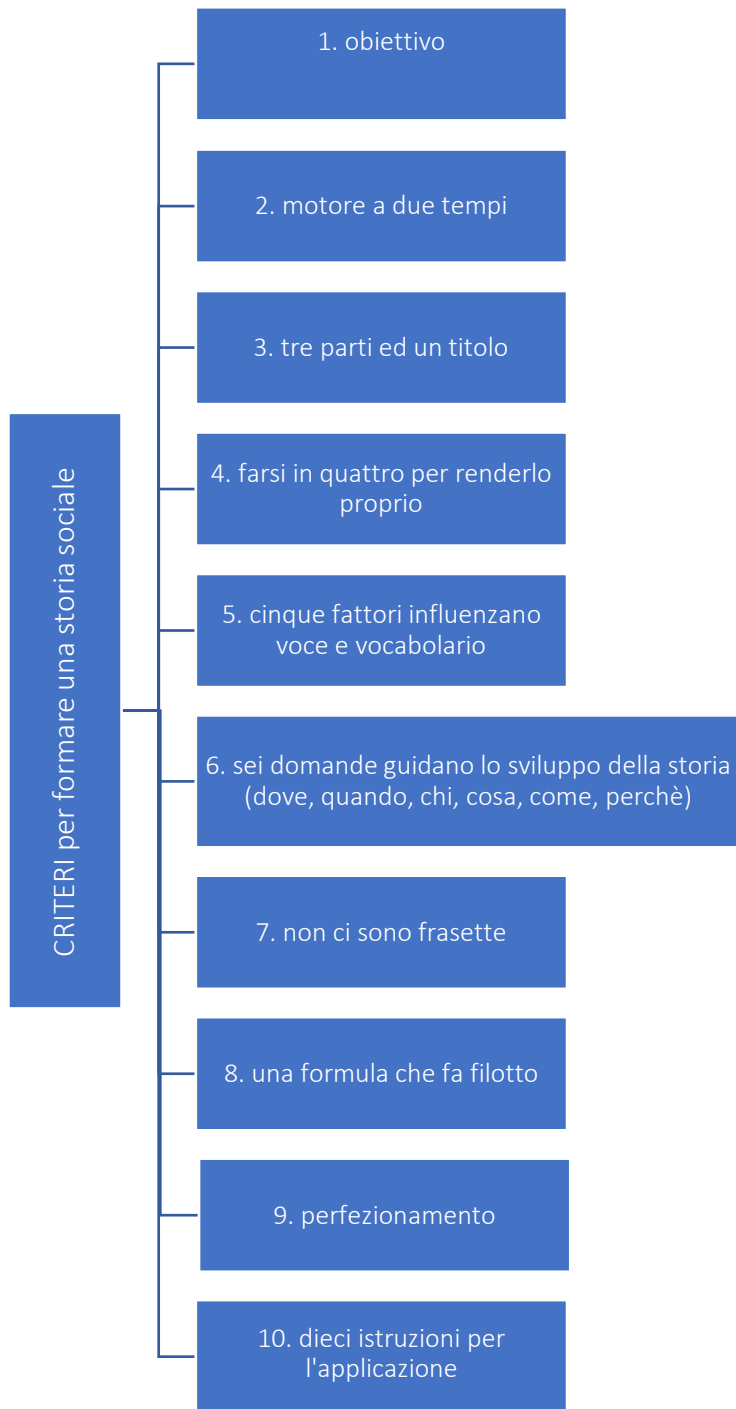 CRITERI per formare una storia sociale
1. obiettivo
2. motore a due tempi
3. tre parti ed un titolo
4. farsi in quattro per renderlo
proprio
5. cinque fattori influenzano
voce e vocabolario
6. sei domande guidano lo sviluppo della storia
(dove, quando, chi, cosa, come, perchè)
7. non ci sono frasette
8. una formula che fa filotto
9. perfezionamento
10. dieci istruzioni per
l'applicazione